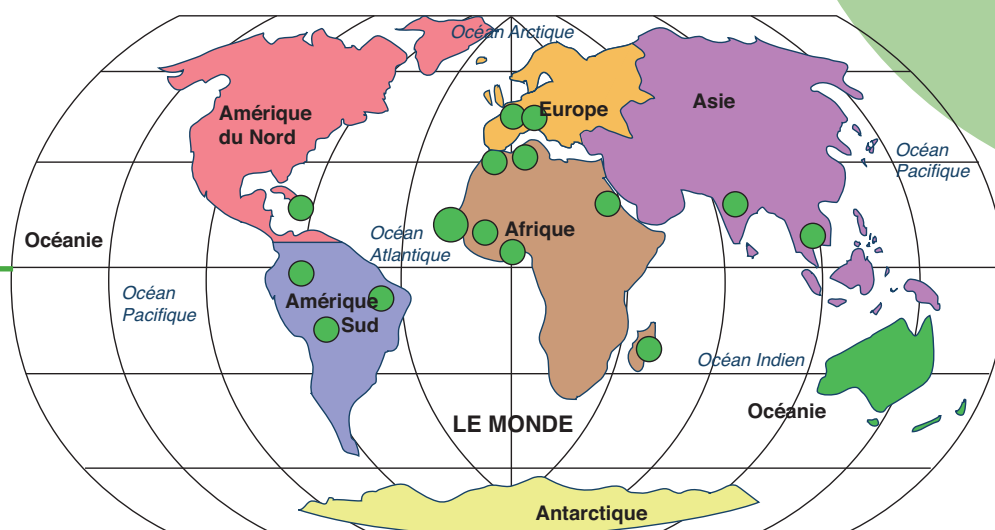 Océan Arctique
Amérique
du Nord
Europe
Asie
Océan
Pacifique
Océanie
Océan
Atlantique
Afrique
Océan
Pacifique
Amérique
Sud
Océan Indien
Océanie
LE MONDE
Antarctique